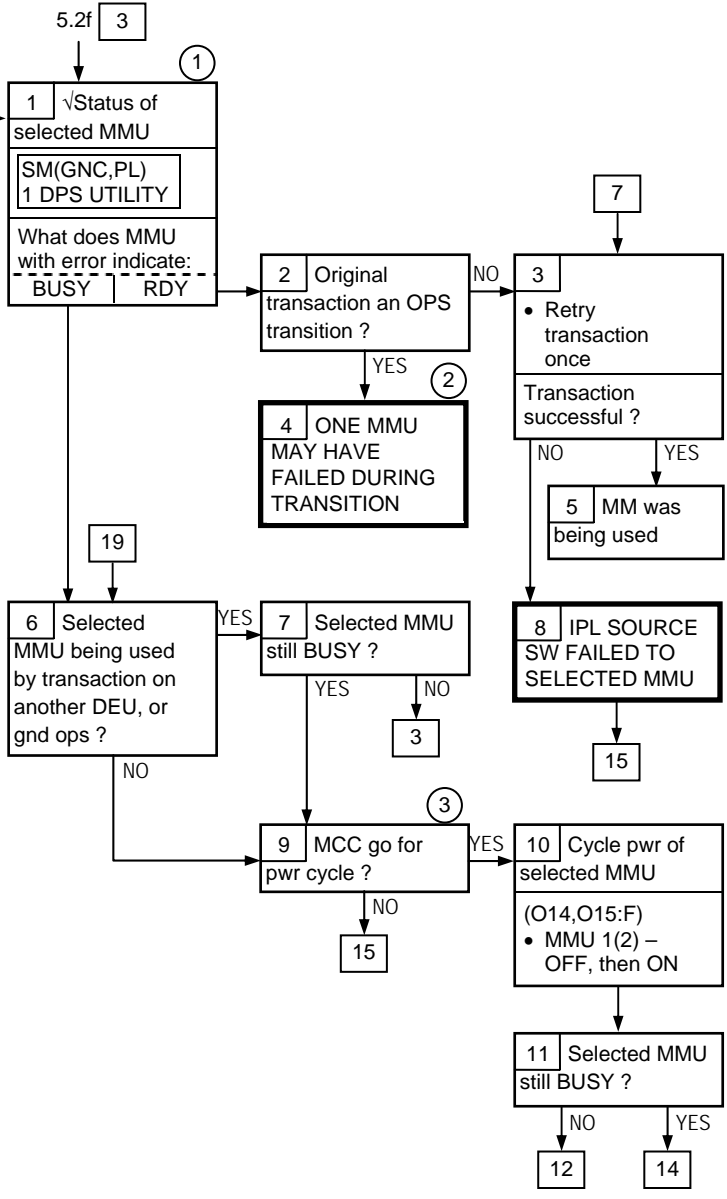 5.2f 3
1
1 √Status of
selected MMU
SM(GNC,PL)
1 DPS UTILITY
What does MMU
with error indicate:
BUSY RDY
2 Original
transaction an OPS
transition ?
NO
YES
7
3
• Retry
transaction
once
Transaction
successful ?
NO
YES
2
4 ONE MMU
MAY HAVE
FAILED DURING
TRANSITION
5 MM was
being used
19
6 Selected
MMU being used
by transaction on
another DEU, or
gnd ops ?
YES
NO
7 Selected MMU
still BUSY ?
YES
NO
3
8 IPL SOURCE
SW FAILED TO
SELECTED MMU
15
3
9 MCC go for
pwr cycle ?
YES
NO
15
10 Cycle pwr of
selected MMU
(O14,O15:F)
• MMU 1(2) –
OFF, then ON
11 Selected MMU
still BUSY ?
NO
YES
12
14